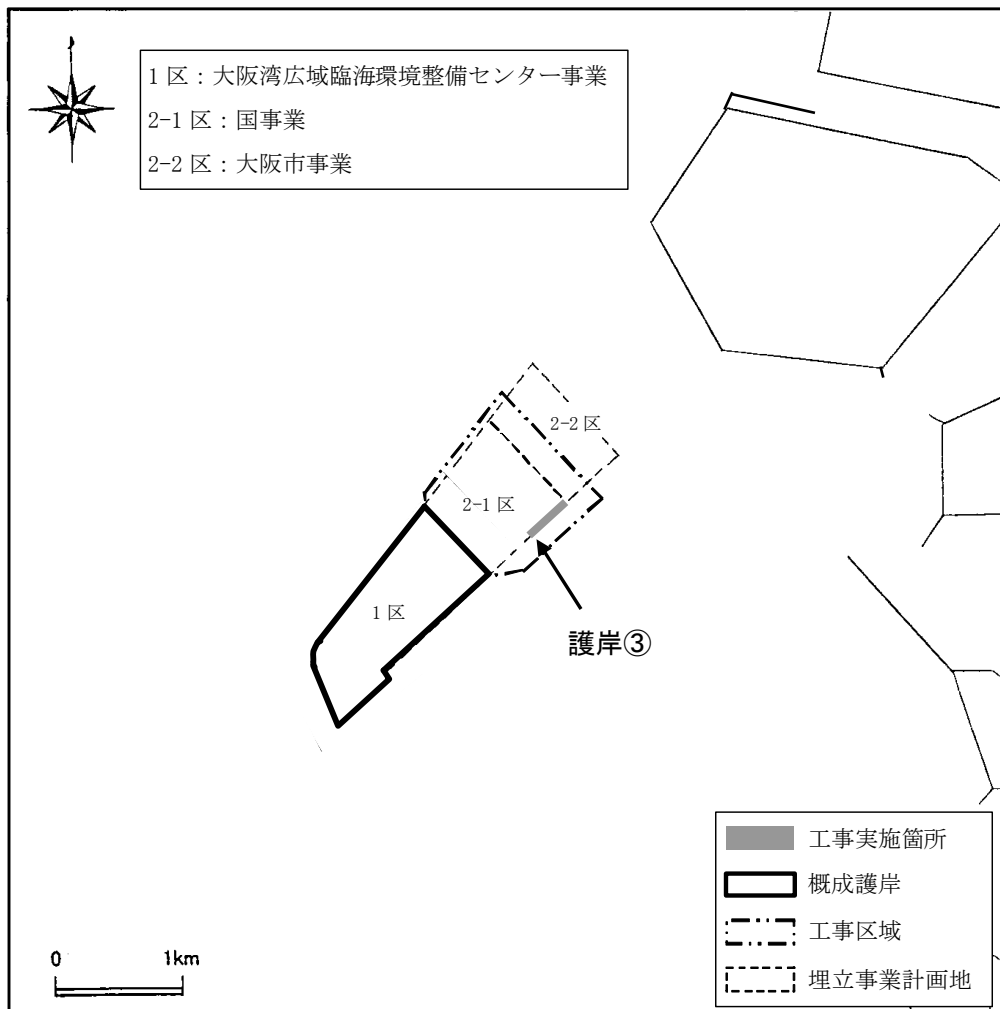 1 区：大阪湾広域臨海環境整備センター事業
2-1 区：国事業
2-2 区：大阪市事業
2-2 区
2-1 区
1 区
護岸③
工事実施箇所
概成護岸
工事区域
埋立事業計画地
0 1km